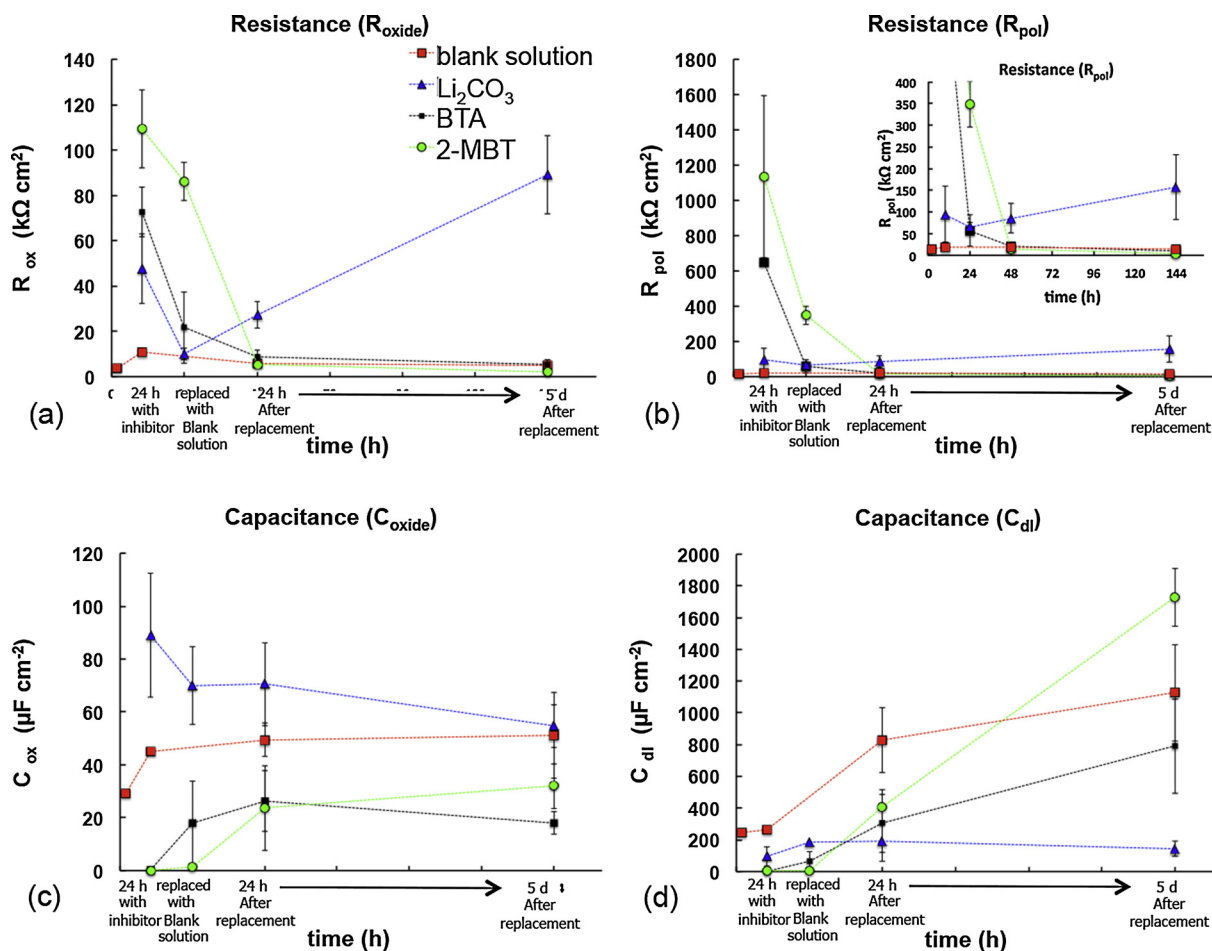 Resistance (Roxide)
140
120
100
80
60
40
20
0
R ox (kΩ cm2)
blank solution
Li2CO3
BTA
2-MBT
24 h with inhibitor
replaced with Blank solution
24 h After replacement
5 d After replacement
time (h)
(a)
Resistance (Rpol)
1800
1600
1400
1200
1000
800
600
400
200
0
R pol (kΩ cm2)
Resistance (Rpol)
400
350
300
250
200
150
100
50
0
R pol (kΩ cm2)
0 24 48 72 96 120 144
time (h)
24 h with inhibitor
replaced with Blank solution
24 h After replacement
5 d After replacement
time (h)
(b)
Capacitance (Coxide)
120
100
80
60
40
20
0
C ox (µF cm-2)
24 h with inhibitor
replaced with Blank solution
24 h After replacement
5 d After replacement
time (h)
(c)
Capacitance (Cdl)
2000
1800
1600
1400
1200
1000
800
600
400
200
0
C dl (µF cm-2)
24 h with inhibitor
replaced with Blank solution
24 h After replacement
5 d After replacement
time (h)
(d)